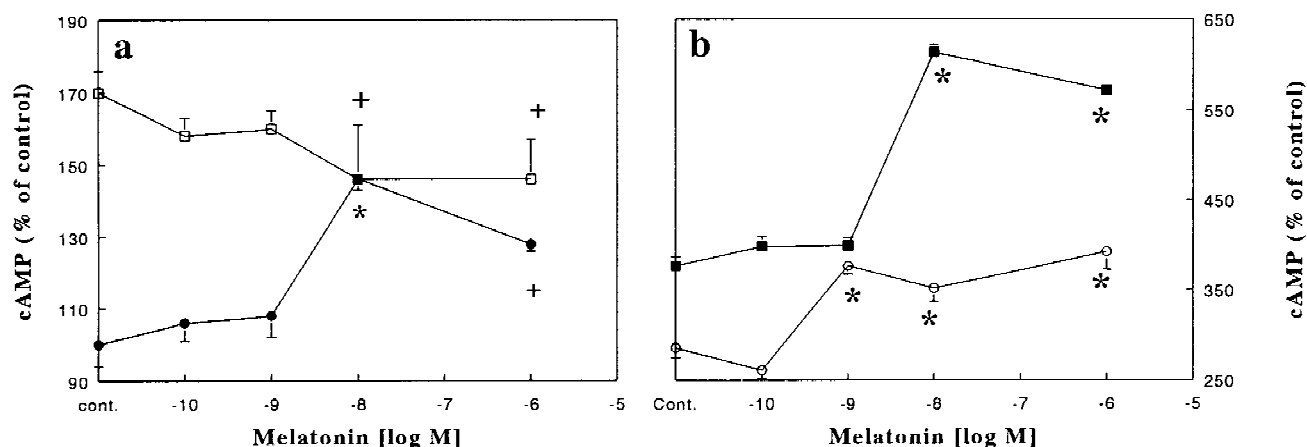 a
190
170
150
130
110
90
cAMP (% of control)
cont. -10 -9 -8 -7 -6 -5
Melatonin [log M]
+ +
*
+
b
650
550
450
350
250
cAMP (% of control)
Cont. -10 -9 -8 -7 -6 -5
Melatonin [log M]
* *
* * *